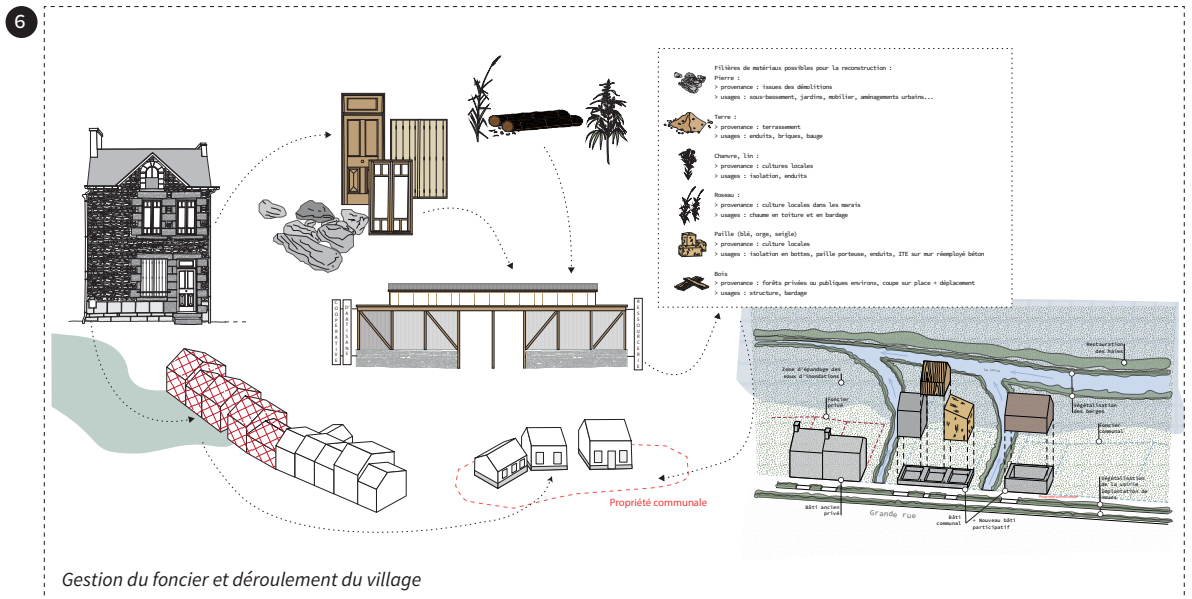 6
Filières de matériaux possibles pour la reconstruction :
Pierre :
> provenance : issues des démolitions
> usages : sous-bassement, jardins, mobilier, aménagements urbains...
Terre :
> provenance : terrassement
> usages : enduits, briques, bauge
Chanvre, lin :
> provenance : cultures locales
> usages : isolation, enduits
Roseau :
> provenance : culture locales dans les marais
> usages : chaume en toiture et en bardage
Paille (blé, orge, seigle)
> provenance : culture locales
> usages : isolation en bottes, paille porteuse, enduits, ITE sur mur réemployé béton
Bois
> provenance : forêts privées ou publiques environs, coupe sur place + déplacement
> usages : structure, bardage
COOPERATIVE
D'ARTISANS
RESSOURCERIE
Propriété communale
Restauration
des haies
Zone d'épandage des
eaux d'inondations
Foncier
privé
Végétalisation
des berges
Foncier
communal
Végétalisation
de la voirie
Implantation de
noues
Bâti ancien
privé
Grande rue
Bâti
communal
+ Nouveau bâti
participatif
Gestion du foncier et déroulement du village